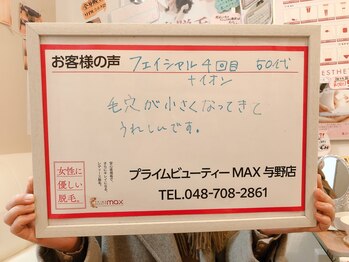 お客様の声 フェイシャル4回目 50代
+イオン
毛穴が小さくなってきて
うれしいです。
女性に
優しい
脱毛。
max
プライムビューティー MAX 与野店
TEL.048-708-2861